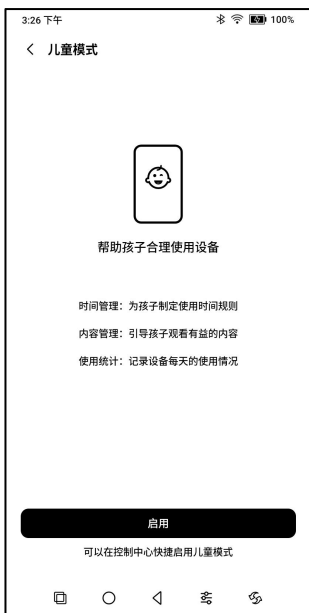 3:26 下午 100%
儿童模式
帮助孩子合理使用设备
时间管理：为孩子制定使用时间规则
内容管理：引导孩子观看有益的内容
使用统计：记录设备每天的使用情况
启用
可以在控制中心快捷启用儿童模式